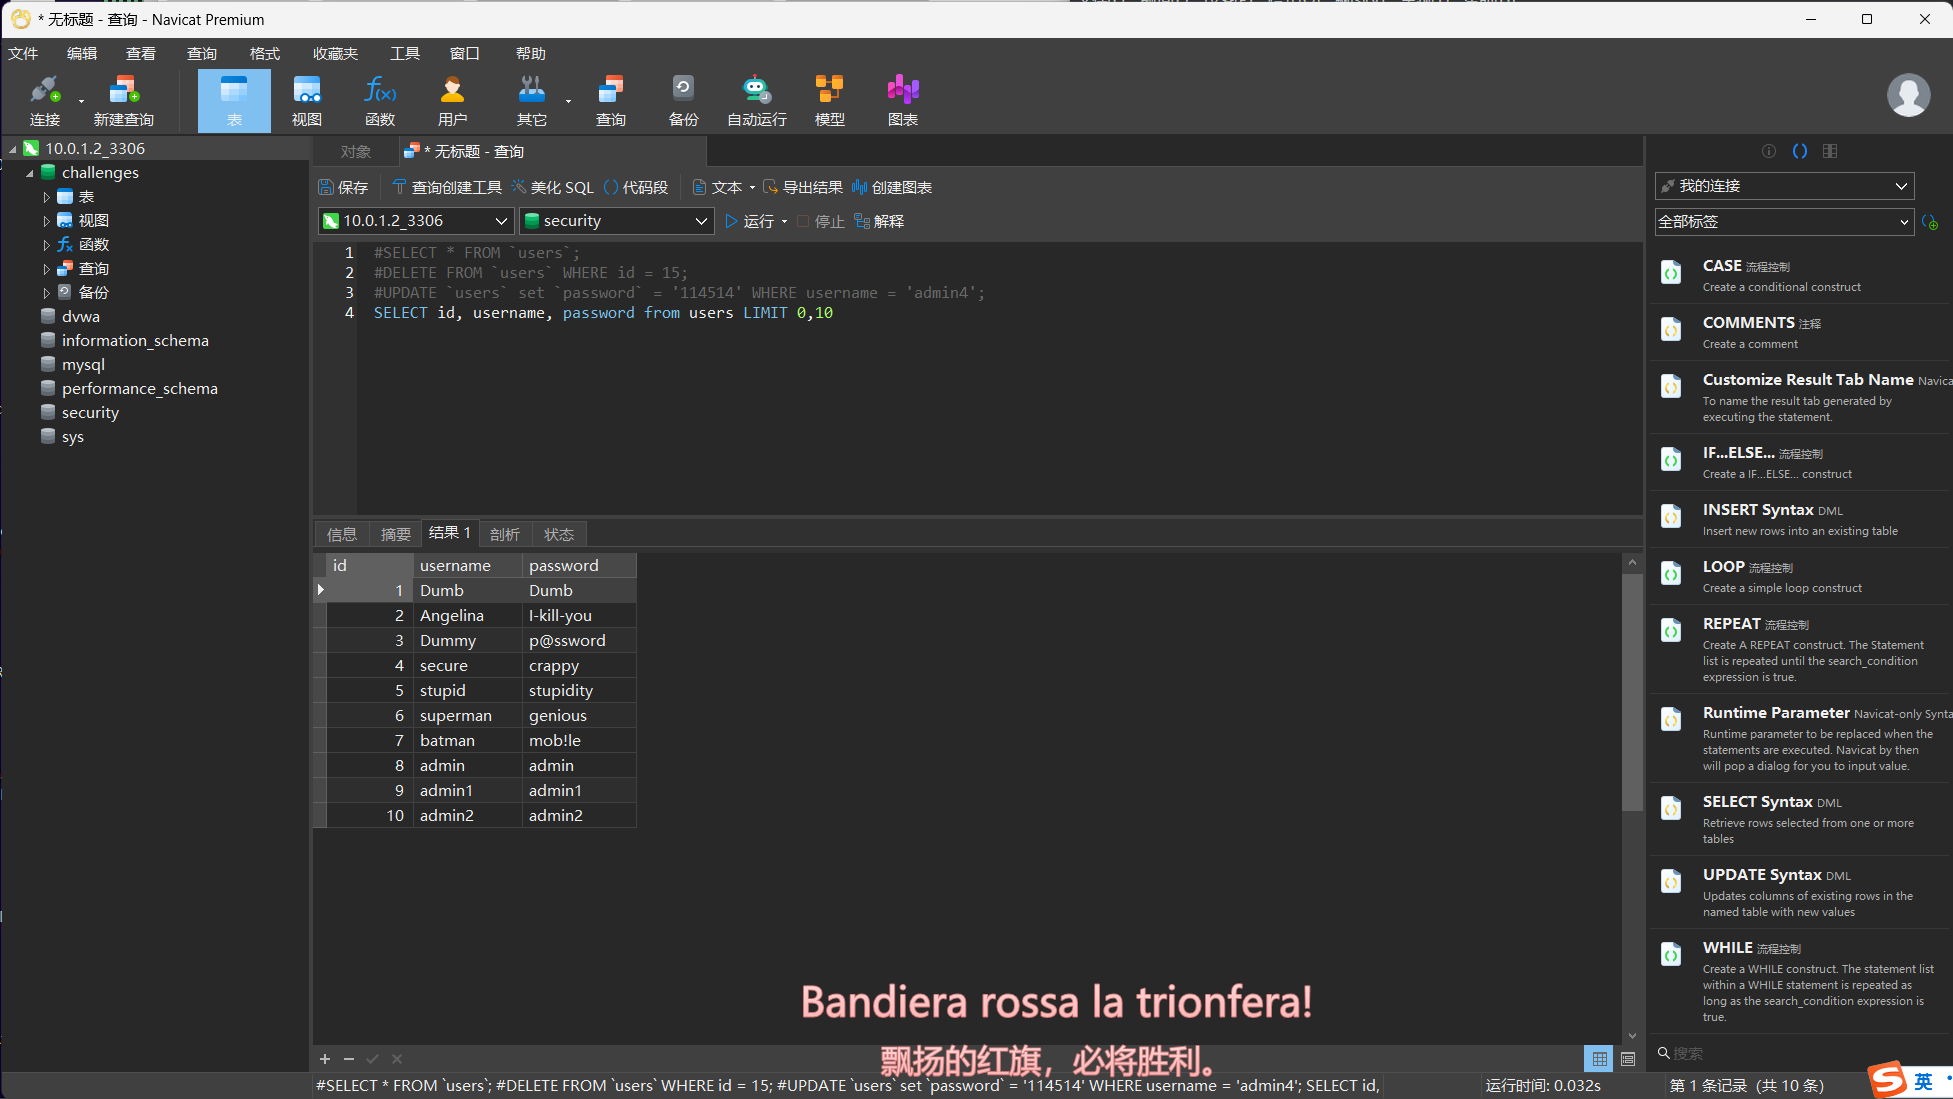 * 无标题 - 查询 - Navicat Premium
文件 编辑 查看 查询 格式 收藏夹 工具 窗口 帮助
连接 新建查询 表 视图 函数 用户 其它 查询 备份 自动运行 模型 图表
10.0.1.2_3306
challenges
表
视图
函数
查询
备份
dvwa
information_schema
mysql
performance_schema
security
sys
对象 * 无标题 - 查询
保存 查询创建工具 美化 SQL 代码段 文本 导出结果 创建图表
10.0.1.2_3306 security 运行 停止 解释
1 #SELECT * FROM `users`;
2 #DELETE FROM `users` WHERE id = 15;
3 #UPDATE `users` set `password` = '114514' WHERE username = 'admin4';
4 SELECT id, username, password from users LIMIT 0,10
信息 摘要 结果 1 剖析 状态
id username password
1 Dumb Dumb
2 Angelina I-kill-you
3 Dummy p@ssword
4 secure crappy
5 stupid stupidity
6 superman genious
7 batman mob!le
8 admin admin
9 admin1 admin1
10 admin2 admin2
Bandiera rossa la trionfera!
飘扬的红旗，必将胜利。
#SELECT * FROM `users`; #DELETE FROM `users` WHERE id = 15; #UPDATE `users` set `password` = '114514' WHERE username = 'admin4'; SELECT id,
运行时间: 0.032s
第 1 条记录 (共 10 条)
我的连接
全部标签
CASE 流程控制
Create a conditional construct
COMMENTS 注释
Create a comment
Customize Result Tab Name Navica
To name the result tab generated by
executing the statement.
IF...ELSE... 流程控制
Create a IF...ELSE... construct
INSERT Syntax DML
Insert new rows into an existing table
LOOP 流程控制
Create a simple loop construct
REPEAT 流程控制
Create A REPEAT construct. The Statement
list is repeated until the search_condition
expression is true.
Runtime Parameter Navicat-only Synta
Runtime parameter to be replaced when the
statements are executed. Navicat by then
will pop a dialog for you to input value.
SELECT Syntax DML
Retrieve rows selected from one or more
tables
UPDATE Syntax DML
Updates columns of existing rows in the
named table with new values
WHILE 流程控制
Create a WHILE construct. The statement list
within a WHILE statement is repeated as
long as the search_condition expression is
true.
搜索
英